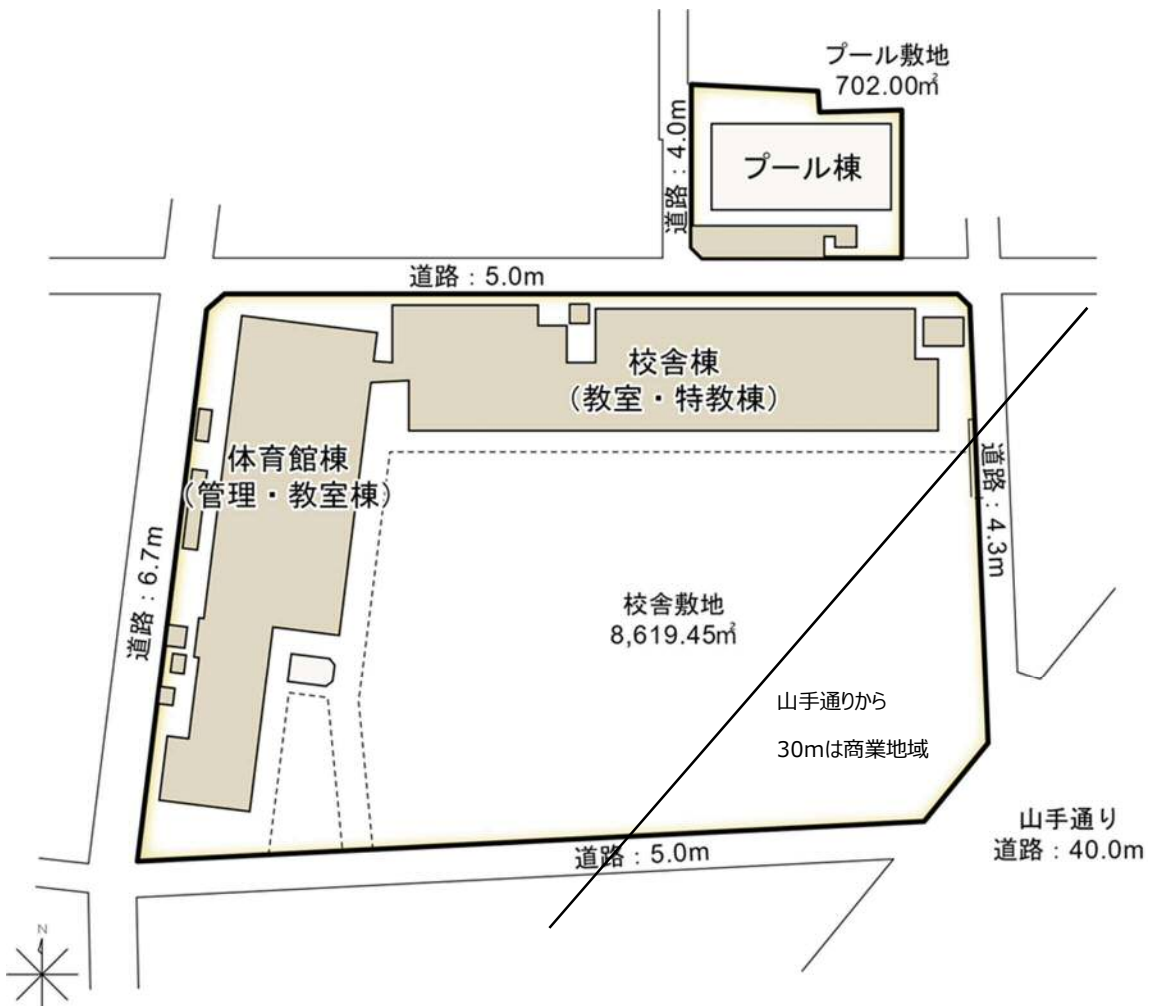 プール敷地
702.00㎡
道路：4.0m
プール棟
道路：5.0m
校舎棟
（教室・特教棟）
体育館棟
（管理・教室棟）
道路：4.3m
道路：6.7m
校舎敷地
8,619.45㎡
山手通りから
30mは商業地域
山手通り
道路：40.0m
道路：5.0m
N